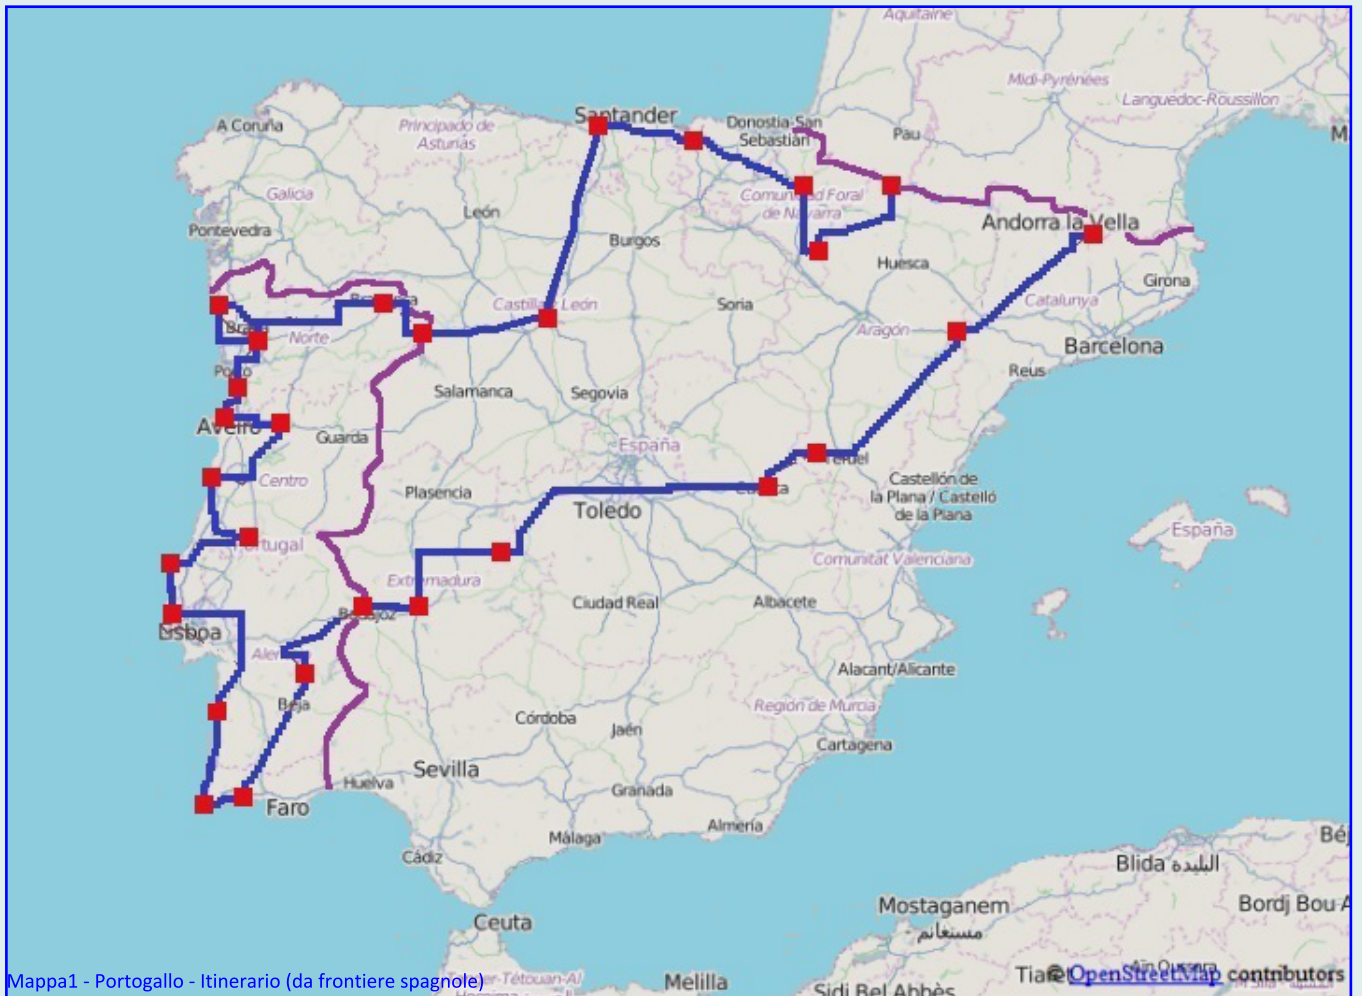 Aquitaine
Midi-Pyrénées
Languedoc-Roussillon
Santander
A Coruña
Principado de
Asturias
Donostia-San
Sebastián
Pau
Galicia
Comunidad Foral
de Navarra
León
Pontevedra
Burgos
Andorra la Vella
Huesca
Girona
Castilla León
Soria
Catalunya
Norte
Aragón
Barcelona
Porto
Reus
Salamanca
Segovia
Aveiro
Guarda
España
Teruel
Centro
Plasencia
Cuenca
Castellón de
la Plana / Castelló
de la Plana
Toledo
España
Portugal
Comunitat Valenciana
Extremadura
Ciudad Real
Albacete
Badajoz
Lisboa
Alacant/Alicante
Beja
Región de Murcia
Córdoba
Jaén
Cartagena
Sevilla
Huelva
Granada
Faro
Almería
Málaga
Cádiz
Blida البليدة
Mostaganem
مستغانم
Ceuta
Melilla
Sidi Bel Abbès
© OpenStreetMap contributors
Mappa1 - Portogallo - Itinerario (da frontiere spagnole)